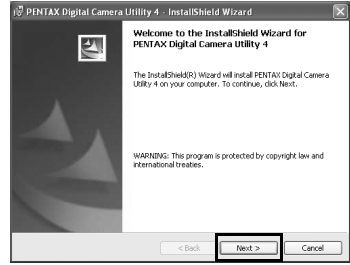 PENTAX Digital Camera Utility 4 - InstallShield Wizard
Welcome to the InstallShield Wizard for
PENTAX Digital Camera Utility 4
The InstallShield(R) Wizard will install PENTAX Digital Camera
Utility 4 on your computer. To continue, click Next.
WARNING: This program is protected by copyright law and
international treaties.
< Back
Next >
Cancel